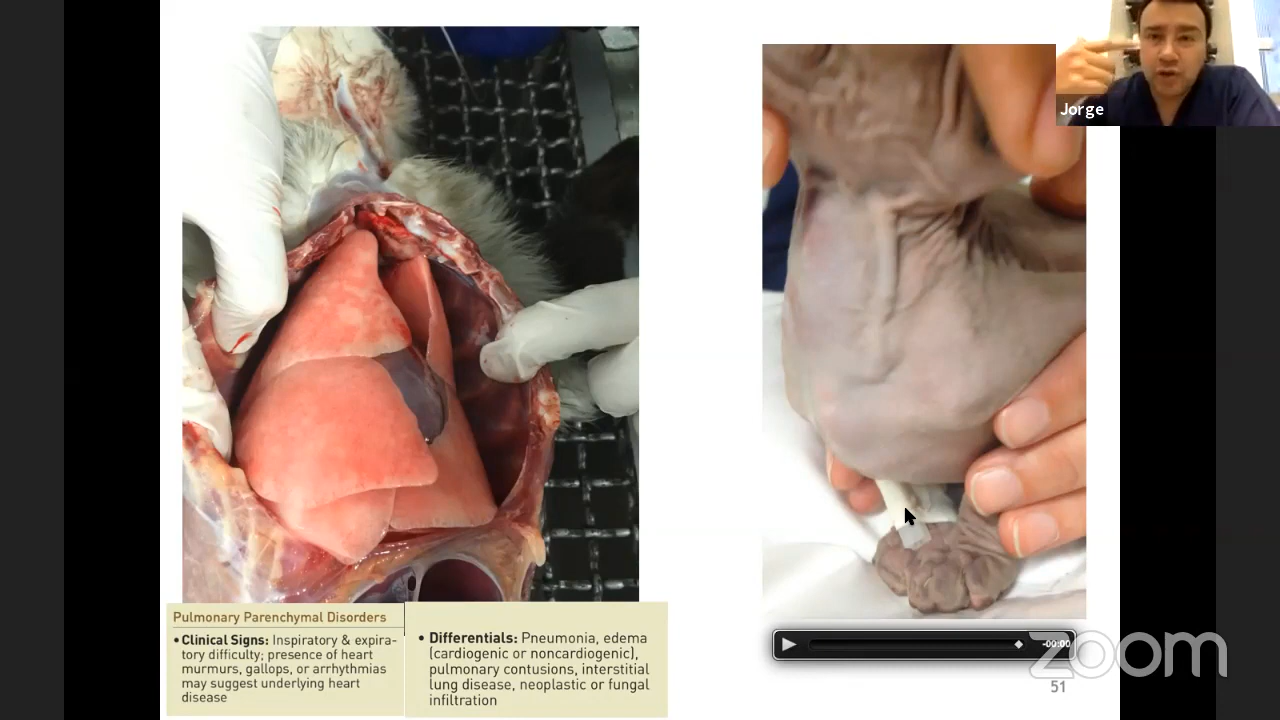 Jorge
Pulmonary Parenchymal Disorders
• Clinical Signs: Inspiratory & expira-
tory difficulty; presence of heart
murmurs, gallops, or arrhythmias
may suggest underlying heart
disease
• Differentials: Pneumonia, edema
(cardiogenic or noncardiogenic),
pulmonary contusions, interstitial
lung disease, neoplastic or fungal
infiltration
-00:00
zoom
51